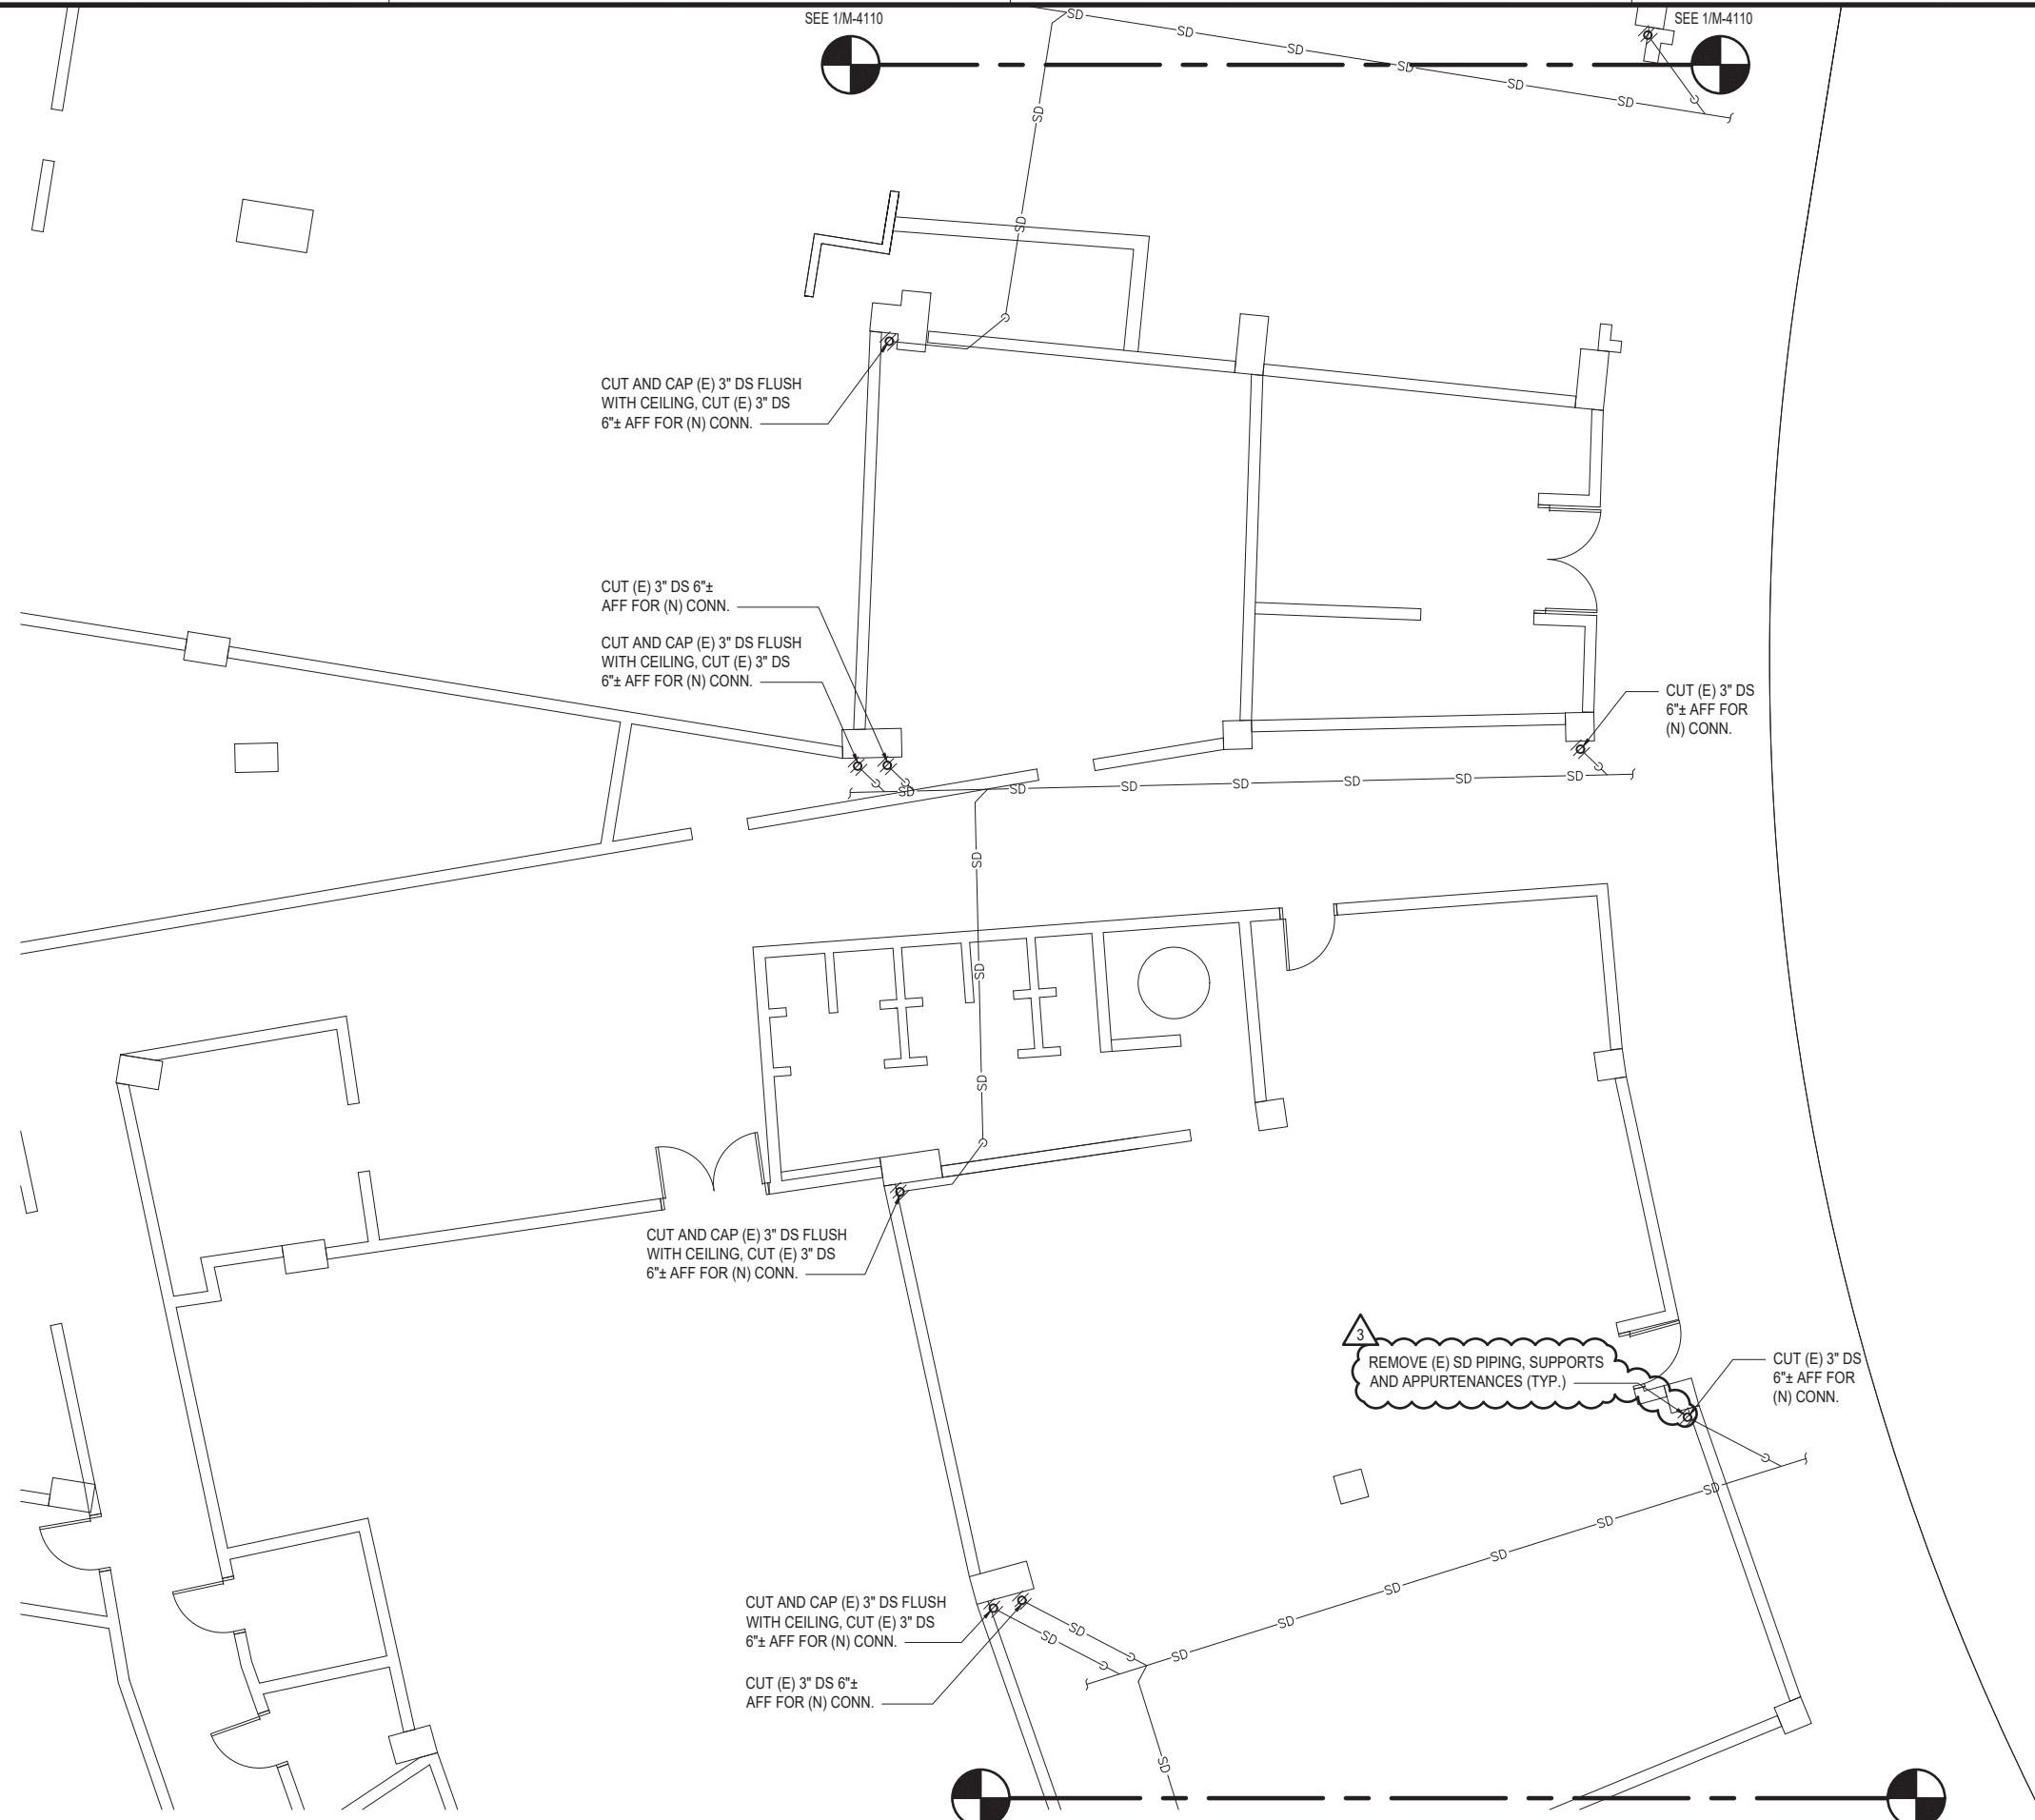 SEE 1/M-4110
SEE 1/M-4110
SD
SD
SD
SD
SD
SD
SD
SD
CUT AND CAP (E) 3" DS FLUSH
WITH CEILING, CUT (E) 3" DS
6"± AFF FOR (N) CONN.
CUT (E) 3" DS 6"±
AFF FOR (N) CONN.
CUT AND CAP (E) 3" DS FLUSH
WITH CEILING, CUT (E) 3" DS
6"± AFF FOR (N) CONN.
CUT (E) 3" DS
6"± AFF FOR
(N) CONN.
SD
SD
SD
SD
SD
SD
SD
SD
SD
SD
CUT AND CAP (E) 3" DS FLUSH
WITH CEILING, CUT (E) 3" DS
6"± AFF FOR (N) CONN.
3
REMOVE (E) SD PIPING, SUPPORTS
AND APPURTENANCES (TYP.)
CUT (E) 3" DS
6"± AFF FOR
(N) CONN.
SD
SD
SD
SD
SD
SD
CUT AND CAP (E) 3" DS FLUSH
WITH CEILING, CUT (E) 3" DS
6"± AFF FOR (N) CONN.
SD
SD
CUT (E) 3" DS 6"±
AFF FOR (N) CONN.
SD